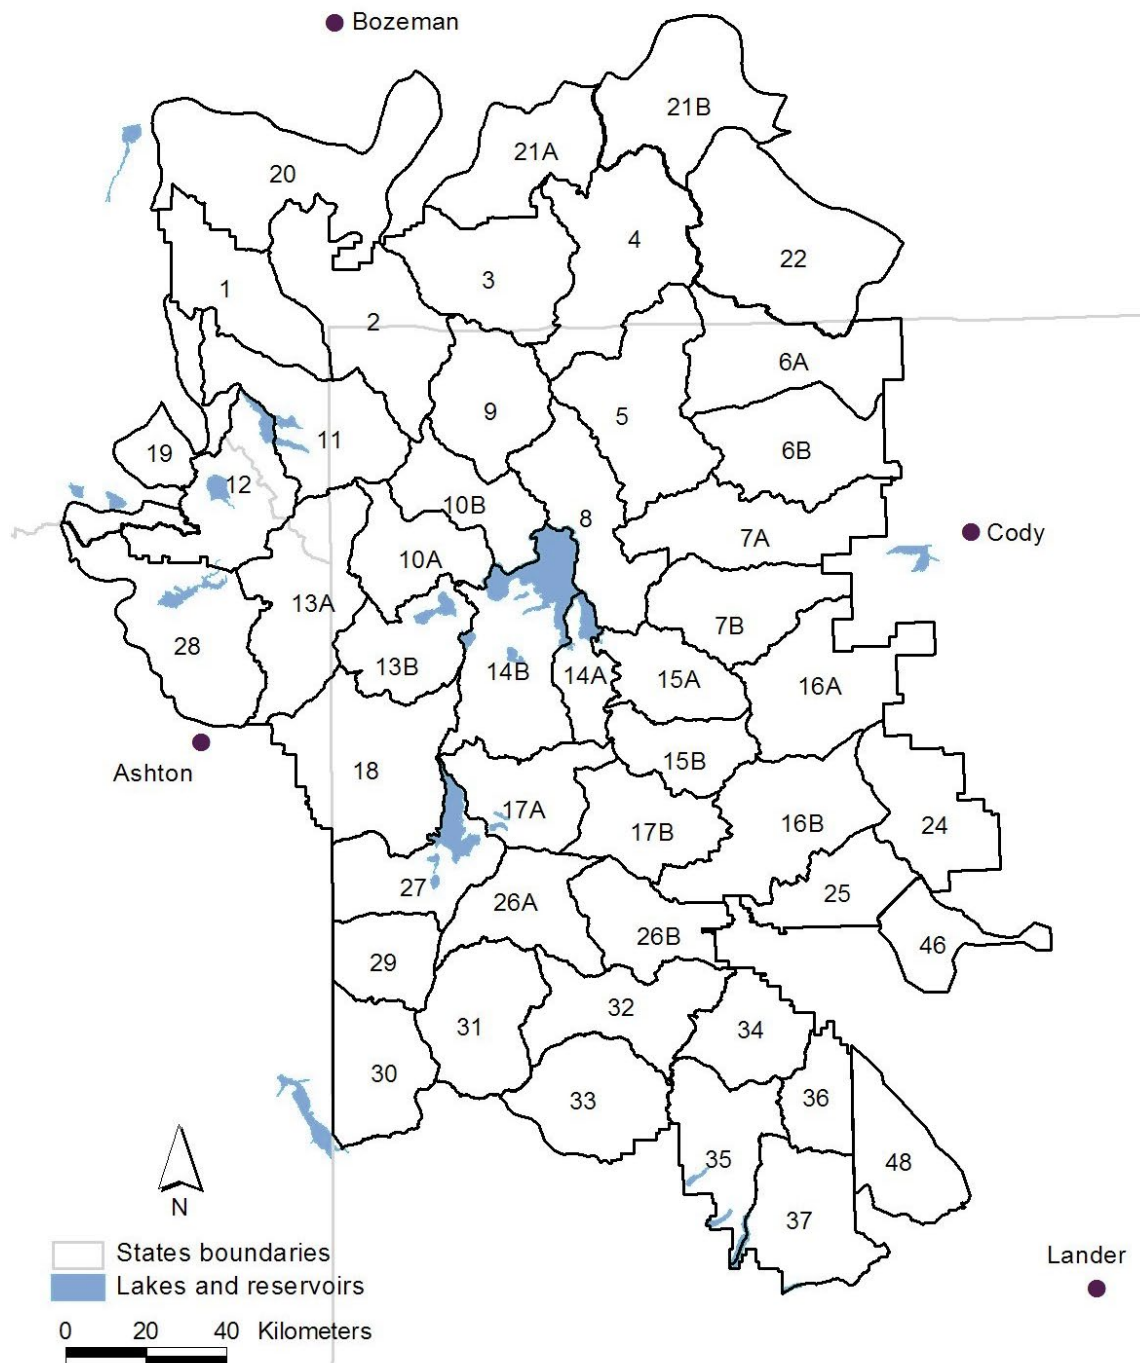 Bozeman
21B
21A
20
4
22
3
1
2
6A
9
5
11
6B
19
12
10B
8
7A
Cody
10A
13A
7B
28
13B
14B
14A
15A
16A
Ashton
18
15B
17A
17B
16B
24
27
26A
25
26B
46
29
32
31
34
30
33
36
35
48
37
N
States boundaries
Lakes and reservoirs
Lander
0 20 40 Kilometers